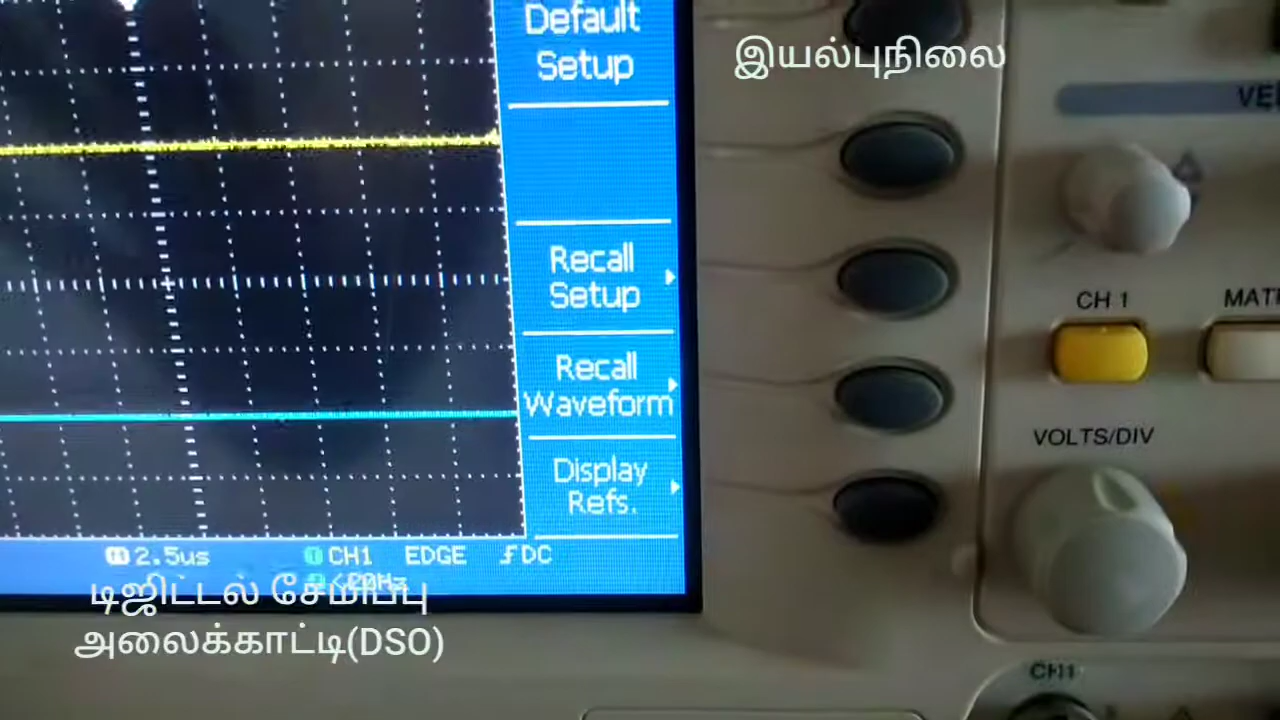 Default
Setup
இயல்புநிலை
Recall
Setup
CH 1
Recall
Waveform
VOLTS/DIV
Display
Refs.
2.5us
CH1 EDGE DC
<20Hz
டிஜிட்டல் சேமிப்பு
அலைக்காட்டி(DSO)
CH1